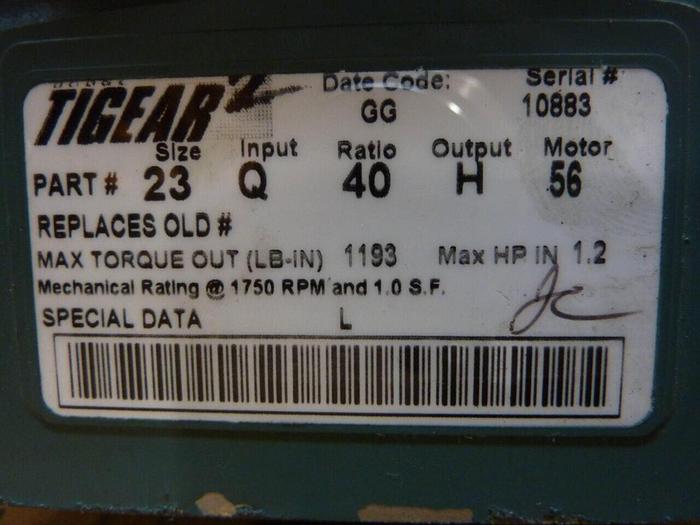 TIGEAR 2 Date Code: Serial #
GG 10883
Size Input Ratio Output Motor
PART # 23 Q 40 H 56
REPLACES OLD #
MAX TORQUE OUT (LB-IN) 1193 Max HP IN 1.2
Mechanical Rating @ 1750 RPM and 1.0 S.F.
SPECIAL DATA L